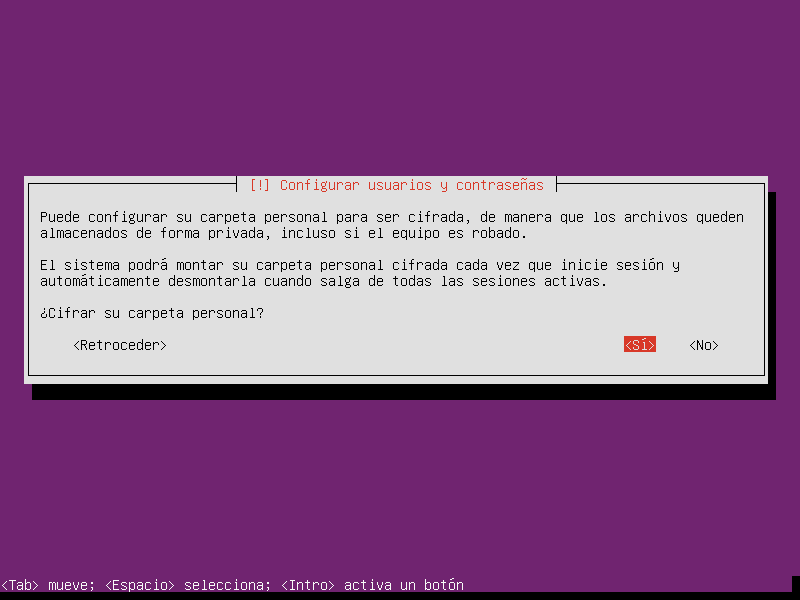 [!] Configurar usuarios y contraseñas
Puede configurar su carpeta personal para ser cifrada, de manera que los archivos queden
almacenados de forma privada, incluso si el equipo es robado.
El sistema podrá montar su carpeta personal cifrada cada vez que inicie sesión y
automáticamente desmontarla cuando salga de todas las sesiones activas.
¿Cifrar su carpeta personal?
<Retroceder> <Sí> <No>
<Tab> mueve; <Espacio> selecciona; <Intro> activa un botón